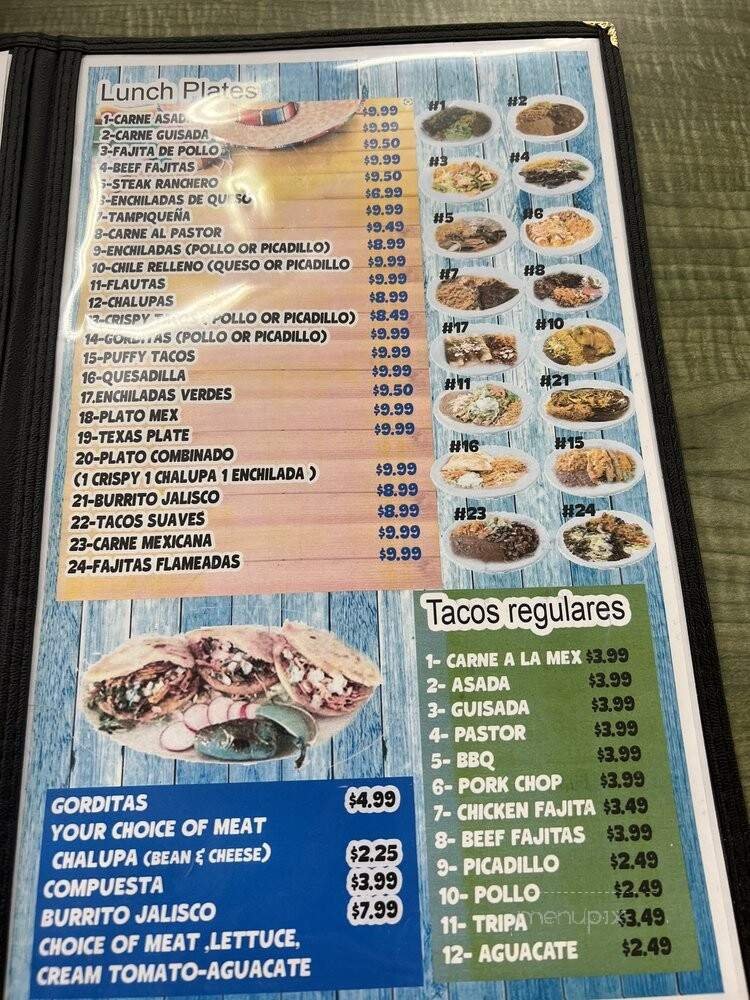 Lunch Plates
1-CARNE ASADA $9.99
2-CARNE GUISADA $9.99
3-FAJITA DE POLLO $9.50
4-BEEF FAJITAS $9.99
5-STEAK RANCHERO $9.50
6-ENCHILADAS DE QUESO $6.99
7-TAMPIQUEÑA $9.99
8-CARNE AL PASTOR $9.49
9-ENCHILADAS (POLLO OR PICADILLO) $8.99
10-CHILE RELLENO (QUESO OR PICADILLO $9.99
11-FLAUTAS $9.99
12-CHALUPAS $8.99
13-CRISPY TACOS (POLLO OR PICADILLO) $8.49
14-GORDITAS (POLLO OR PICADILLO) $9.99
15-PUFFY TACOS $9.99
16-QUESADILLA $9.99
17.ENCHILADAS VERDES $9.50
18-PLATO MEX $9.99
19-TEXAS PLATE $9.99
20-PLATO COMBINADO
(1 CRISPY 1 CHALUPA 1 ENCHILADA ) $9.99
21-BURRITO JALISCO $8.99
22-TACOS SUAVES $8.99
23-CARNE MEXICANA $9.99
24-FAJITAS FLAMEADAS $9.99
#1 #2
#3 #4
#5 #6
#7 #8
#17 #10
#11 #21
#16 #15
#23 #24
GORDITAS $4.99
YOUR CHOICE OF MEAT
CHALUPA (BEAN & CHEESE) $2.25
COMPUESTA $3.99
BURRITO JALISCO $7.99
CHOICE OF MEAT ,LETTUCE,
CREAM TOMATO-AGUACATE
Tacos regulares
1- CARNE A LA MEX $3.99
2- ASADA $3.99
3- GUISADA $3.99
4- PASTOR $3.99
5- BBQ $3.99
6- PORK CHOP $3.99
7- CHICKEN FAJITA $3.49
8- BEEF FAJITAS $3.99
9- PICADILLO $2.49
10- POLLO $2.49
11- TRIPA $3.49
12- AGUACATE $2.49
menupix